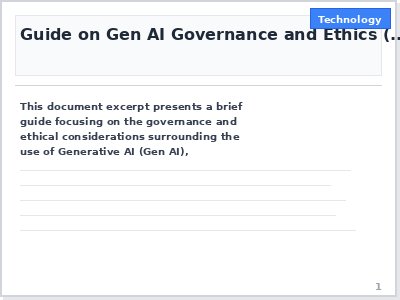 Technology
Guide on Gen AI Governance and Ethics (..
This document excerpt presents a brief
guide focusing on the governance and
ethical considerations surrounding the
use of Generative AI (Gen AI),
1